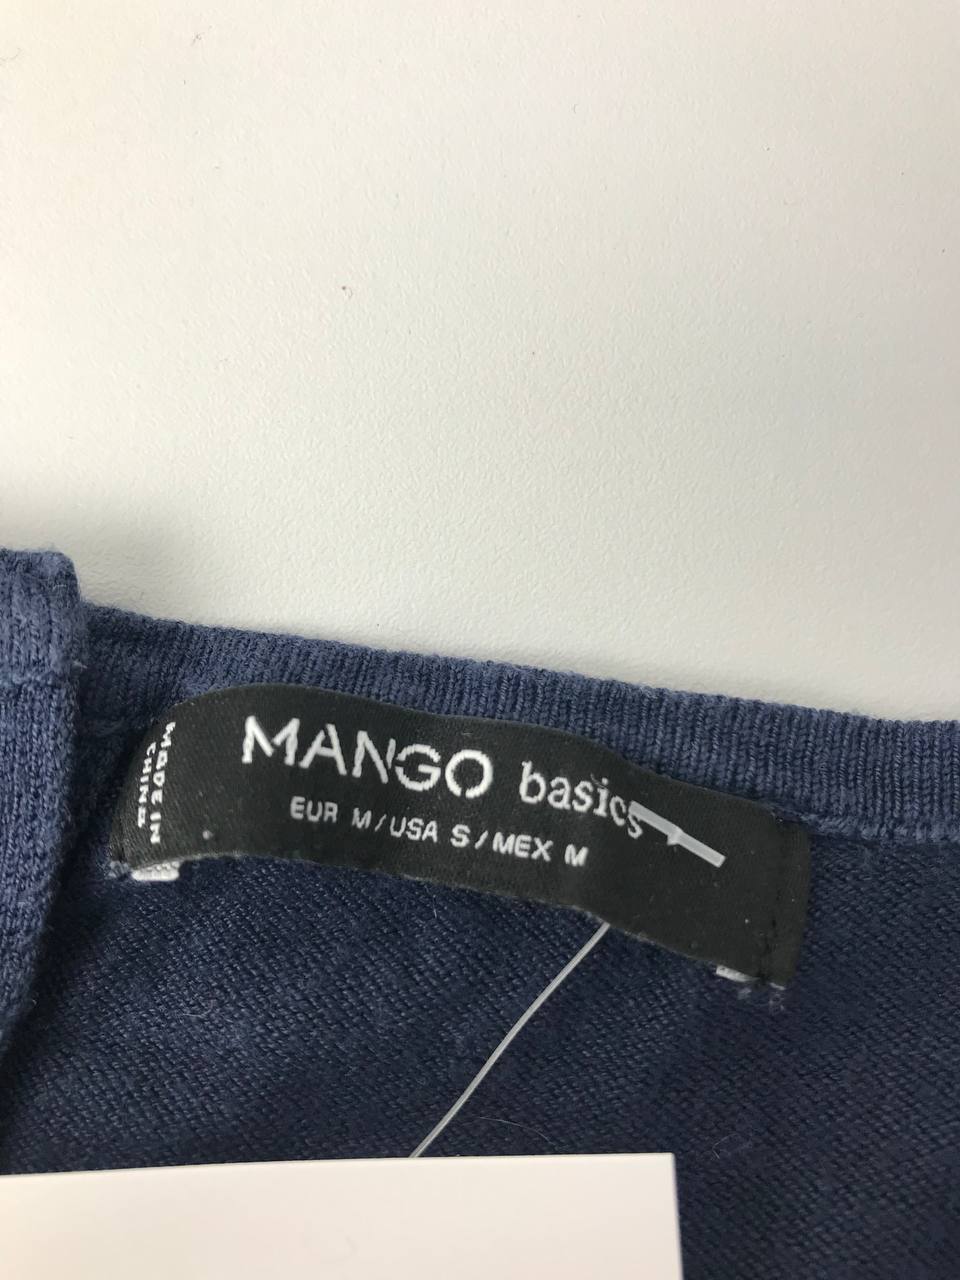 MANGO basics
EUR M/USA S/MEX M
MADE IN
CHINA